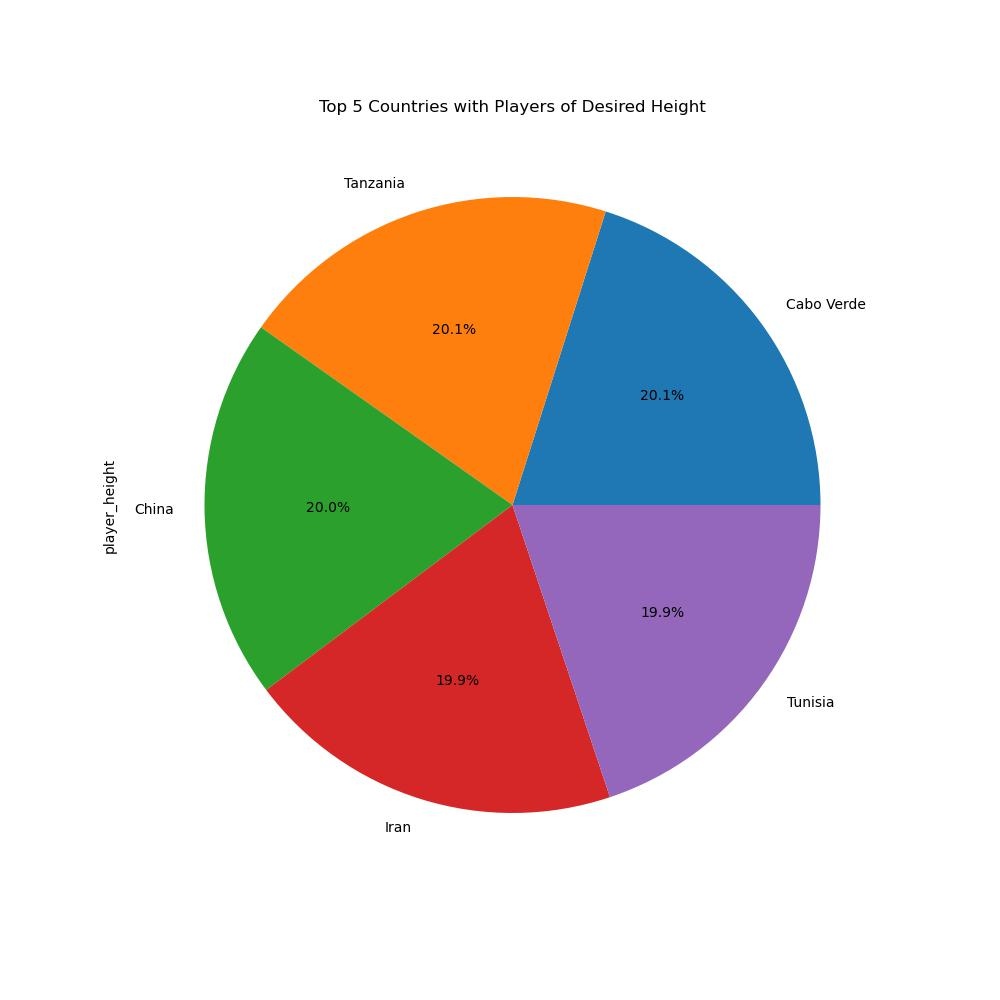 Top 5 Countries with Players of Desired Height
Tanzania
Cabo Verde
20.1%
20.1%
player_height
China
20.0%
19.9%
19.9%
Tunisia
Iran